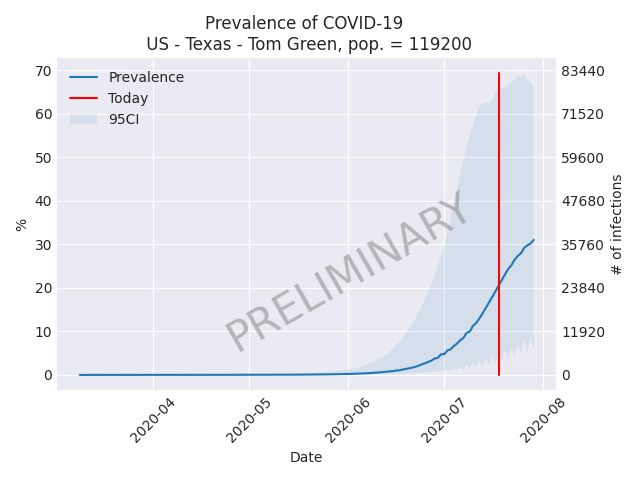 Prevalence of COVID-19
US - Texas - Tom Green, pop. = 119200
Prevalence
Today
95CI
PRELIMINARY
70
60
50
40
30
20
10
0
%
83440
71520
59600
47680
35760
23840
11920
0
# of infections
2020-04
2020-05
2020-06
2020-07
2020-08
Date